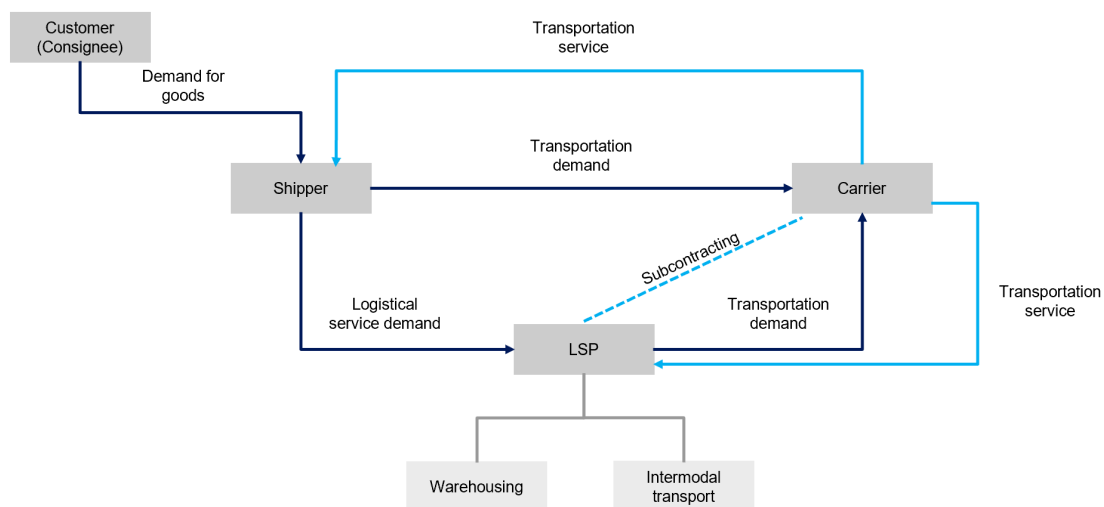 Customer
(Consignee)
Transportation
service
Demand for
goods
Transportation
demand
Shipper
Carrier
Subcontracting
Logistical
service demand
Transportation
demand
Transportation
service
LSP
Warehousing
Intermodal
transport